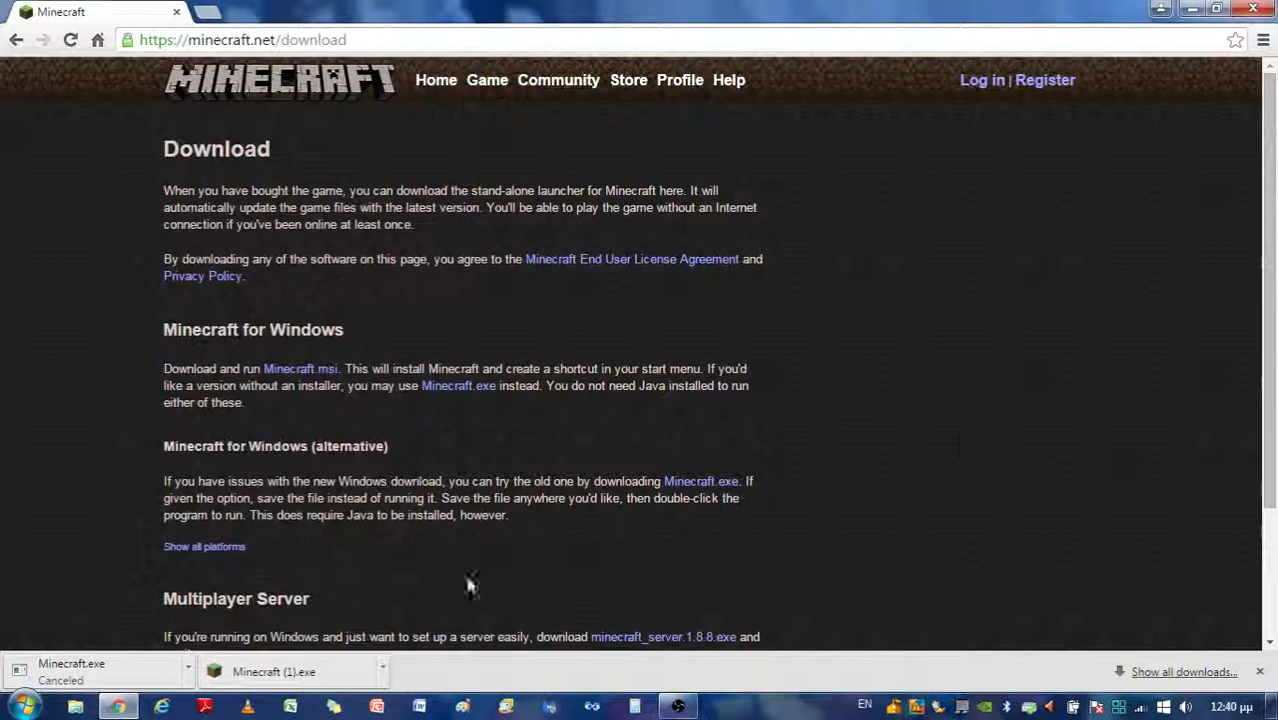 Minecraft
https://minecraft.net/download
MINECRAFT
Home Game Community Store Profile Help
Log in | Register
Download
When you have bought the game, you can download the stand-alone launcher for Minecraft here. It will
automatically update the game files with the latest version. You'll be able to play the game without an Internet
connection if you've been online at least once.
By downloading any of the software on this page, you agree to the Minecraft End User License Agreement and
Privacy Policy.
Minecraft for Windows
Download and run Minecraft.msi. This will install Minecraft and create a shortcut in your start menu. If you'd
like a version without an installer, you may use Minecraft.exe instead. You do not need Java installed to run
either of these.
Minecraft for Windows (alternative)
If you have issues with the new Windows download, you can try the old one by downloading Minecraft.exe. If
given the option, save the file instead of running it. Save the file anywhere you'd like, then double-click the
program to run. This does require Java to be installed, however.
Show all platforms
Multiplayer Server
If you're running on Windows and just want to set up a server easily, download minecraft_server.1.8.8.exe and
Minecraft.exe
Canceled
Minecraft (1).exe
Show all downloads...
EN
12:40 μμ